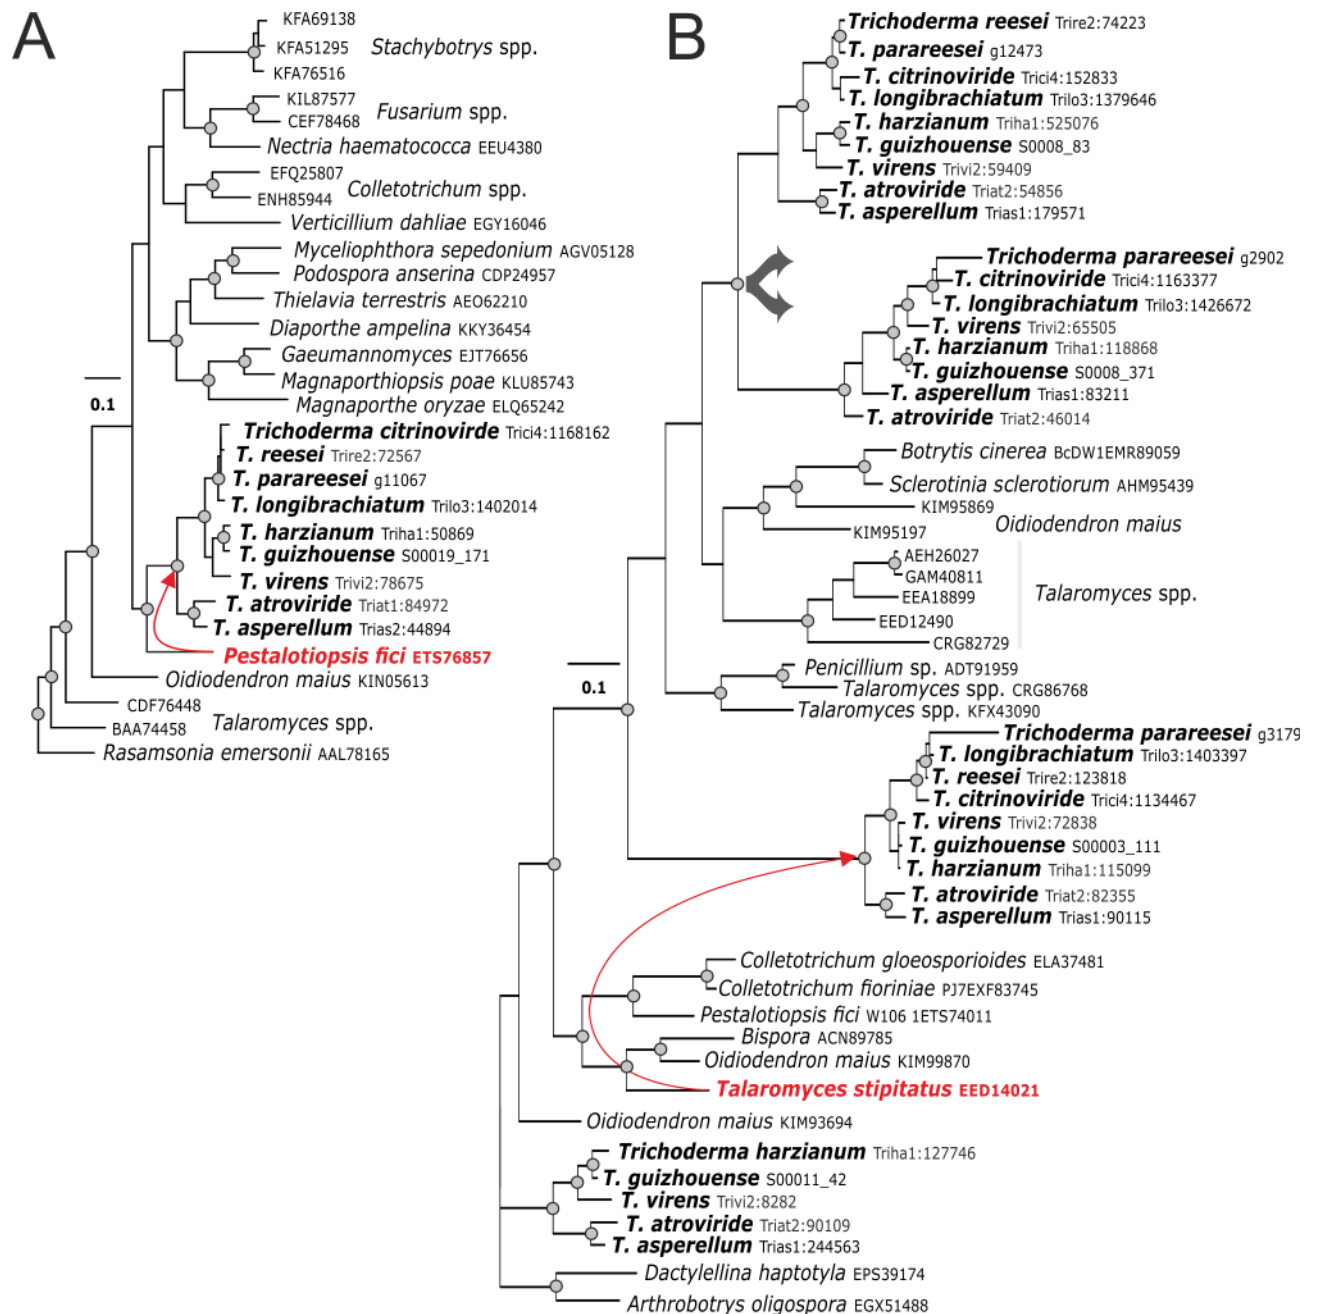 A
KFA69138
KFA51295
Stachybotrys spp.
KFA76516
KIL87577
Fusarium spp.
CEF78468
Nectria haematococca EEU4380
EFQ25807
Colletotrichum spp.
ENH85944
Verticillium dahliae EGY16046
Myceliophthora sepedonium AGV05128
Podospora anserina CDP24957
Thielavia terrestris AEO62210
Diaporthe ampelina KKY36454
Gaeumannomyces EJT76656
Magnaporthiopsis poae KLU85743
Magnaporthe oryzae ELQ65242
0.1
Trichoderma citrinovirde Trici4:1168162
T. reesei Trire2:72567
T. parareesei g11067
T. longibrachiatum Trilo3:1402014
T. harzianum Triha1:50869
T. guizhouense S00019_171
T. virens Trivi2:78675
T. atroviride Triat1:84972
T. asperellum Trias2:44894
Pestalotiopsis fici ETS76857
Oidiodendron maius KIN05613
CDF76448
Talaromyces spp.
BAA74458
Rasamsonia emersonii AAL78165
B
Trichoderma reesei Trire2:74223
T. parareesei g12473
T. citrinoviride Trici4:152833
T. longibrachiatum Trilo3:1379646
T. harzianum Triha1:525076
T. guizhouense S0008_83
T. virens Trivi2:59409
T. atroviride Triat2:54856
T. asperellum Trias1:179571
Trichoderma parareesei g2902
T. citrinoviride Trici4:1163377
T. longibrachiatum Trilo3:1426672
T. virens Trivi2:65505
T. harzianum Triha1:118868
T. guizhouense S0008_371
T. asperellum Trias1:83211
T. atroviride Triat2:46014
Botrytis cinerea BcDW1EMR89059
Sclerotinia sclerotiorum AHM95439
KIM95869
Oidiodendron maius
KIM95197
AEH26027
GAM40811
EEA18899
Talaromyces spp.
EED12490
CRG82729
Penicillium sp. ADT91959
Talaromyces spp. CRG86768
Talaromyces spp. KFX43090
0.1
Trichoderma parareesei g3179
T. longibrachiatum Trilo3:1403397
T. reesei Trire2:123818
T. citrinoviride Trici4:1134467
T. virens Trivi2:72838
T. guizhouense S00003_111
T. harzianum Triha1:115099
T. atroviride Triat2:82355
T. asperellum Trias1:90115
Colletotrichum gloeosporioides ELA37481
Colletotrichum fioriniae PJ7EXF83745
Pestalotiopsis fici W106 1ETS74011
Bispora ACN89785
Oidiodendron maius KIM99870
Talaromyces stipitatus EED14021
Oidiodendron maius KIM93694
Trichoderma harzianum Triha1:127746
T. guizhouense S00011_42
T. virens Trivi2:8282
T. atroviride Triat2:90109
T. asperellum Trias1:244563
Dactylellina haptotyla EPS39174
Arthrobotrys oligospora EGX51488